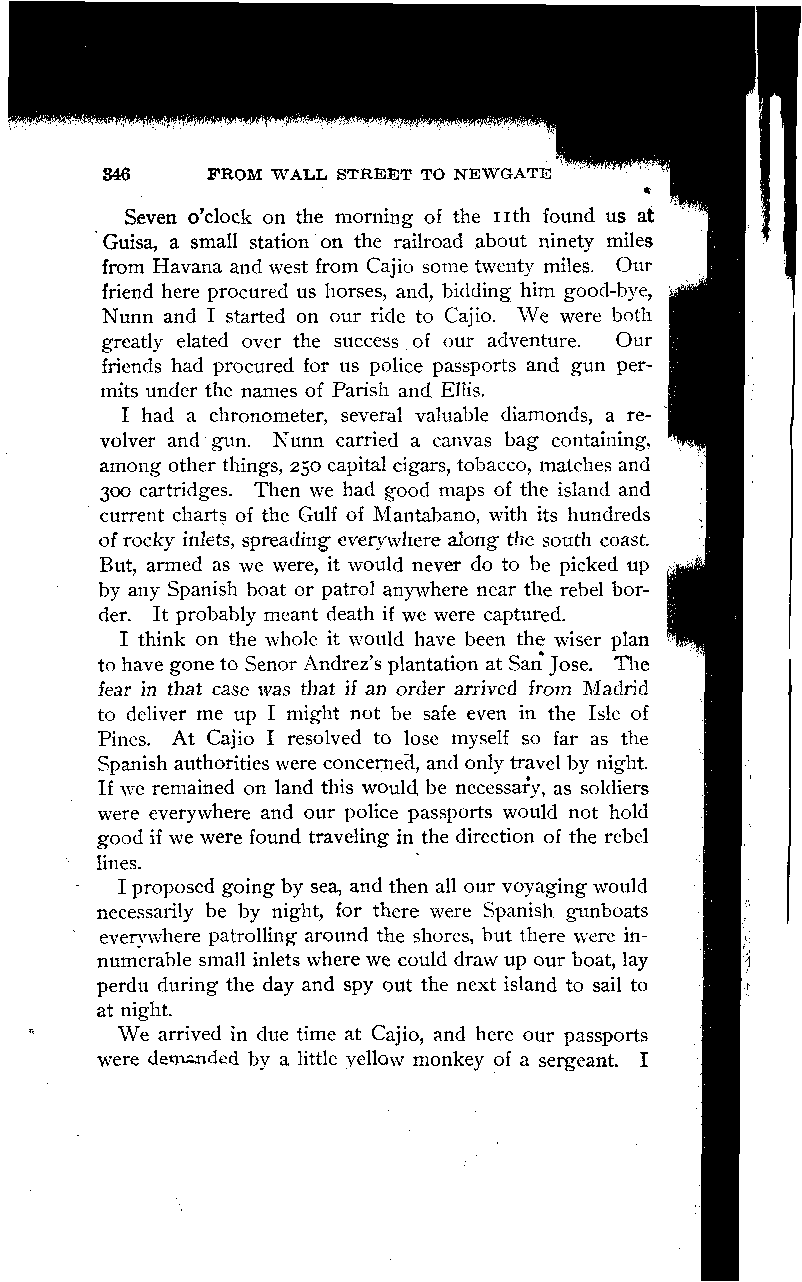 346 FROM WALL STREET TO NEWGATE
Seven o'clock on the morning of the 11th found us at
Guisa, a small station on the railroad about ninety miles
from Havana and west from Cajio some twenty miles. Our
friend here procured us horses, and, bidding him good-bye,
Nunn and I started on our ride to Cajio. We were both
greatly elated over the success of our adventure. Our
friends had procured for us police passports and gun per-
mits under the names of Parish and Ellis.
I had a chronometer, several valuable diamonds, a re-
volver and gun. Nunn carried a canvas bag containing,
among other things, 250 capital cigars, tobacco, matches and
300 cartridges. Then we had good maps of the island and
current charts of the Gulf of Mantabano, with its hundreds
of rocky inlets, spreading everywhere along the south coast.
But, armed as we were, it would never do to be picked up
by any Spanish boat or patrol anywhere near the rebel bor-
der. It probably meant death if we were captured.
I think on the whole it would have been the wiser plan
to have gone to Senor Andrez's plantation at San Jose. The
fear in that case was that if an order arrived from Madrid
to deliver me up I might not be safe even in the Isle of
Pines. At Cajio I resolved to lose myself so far as the
Spanish authorities were concerned, and only travel by night.
If we remained on land this would be necessary, as soldiers
were everywhere and our police passports would not hold
good if we were found traveling in the direction of the rebel
lines.
I proposed going by sea, and then all our voyaging would
necessarily be by night, for there were Spanish gunboats
everywhere patrolling around the shores, but there were in-
numerable small inlets where we could draw up our boat, lay
perdu during the day and spy out the next island to sail to
at night.
We arrived in due time at Cajio, and here our passports
were demanded by a little yellow monkey of a sergeant. I